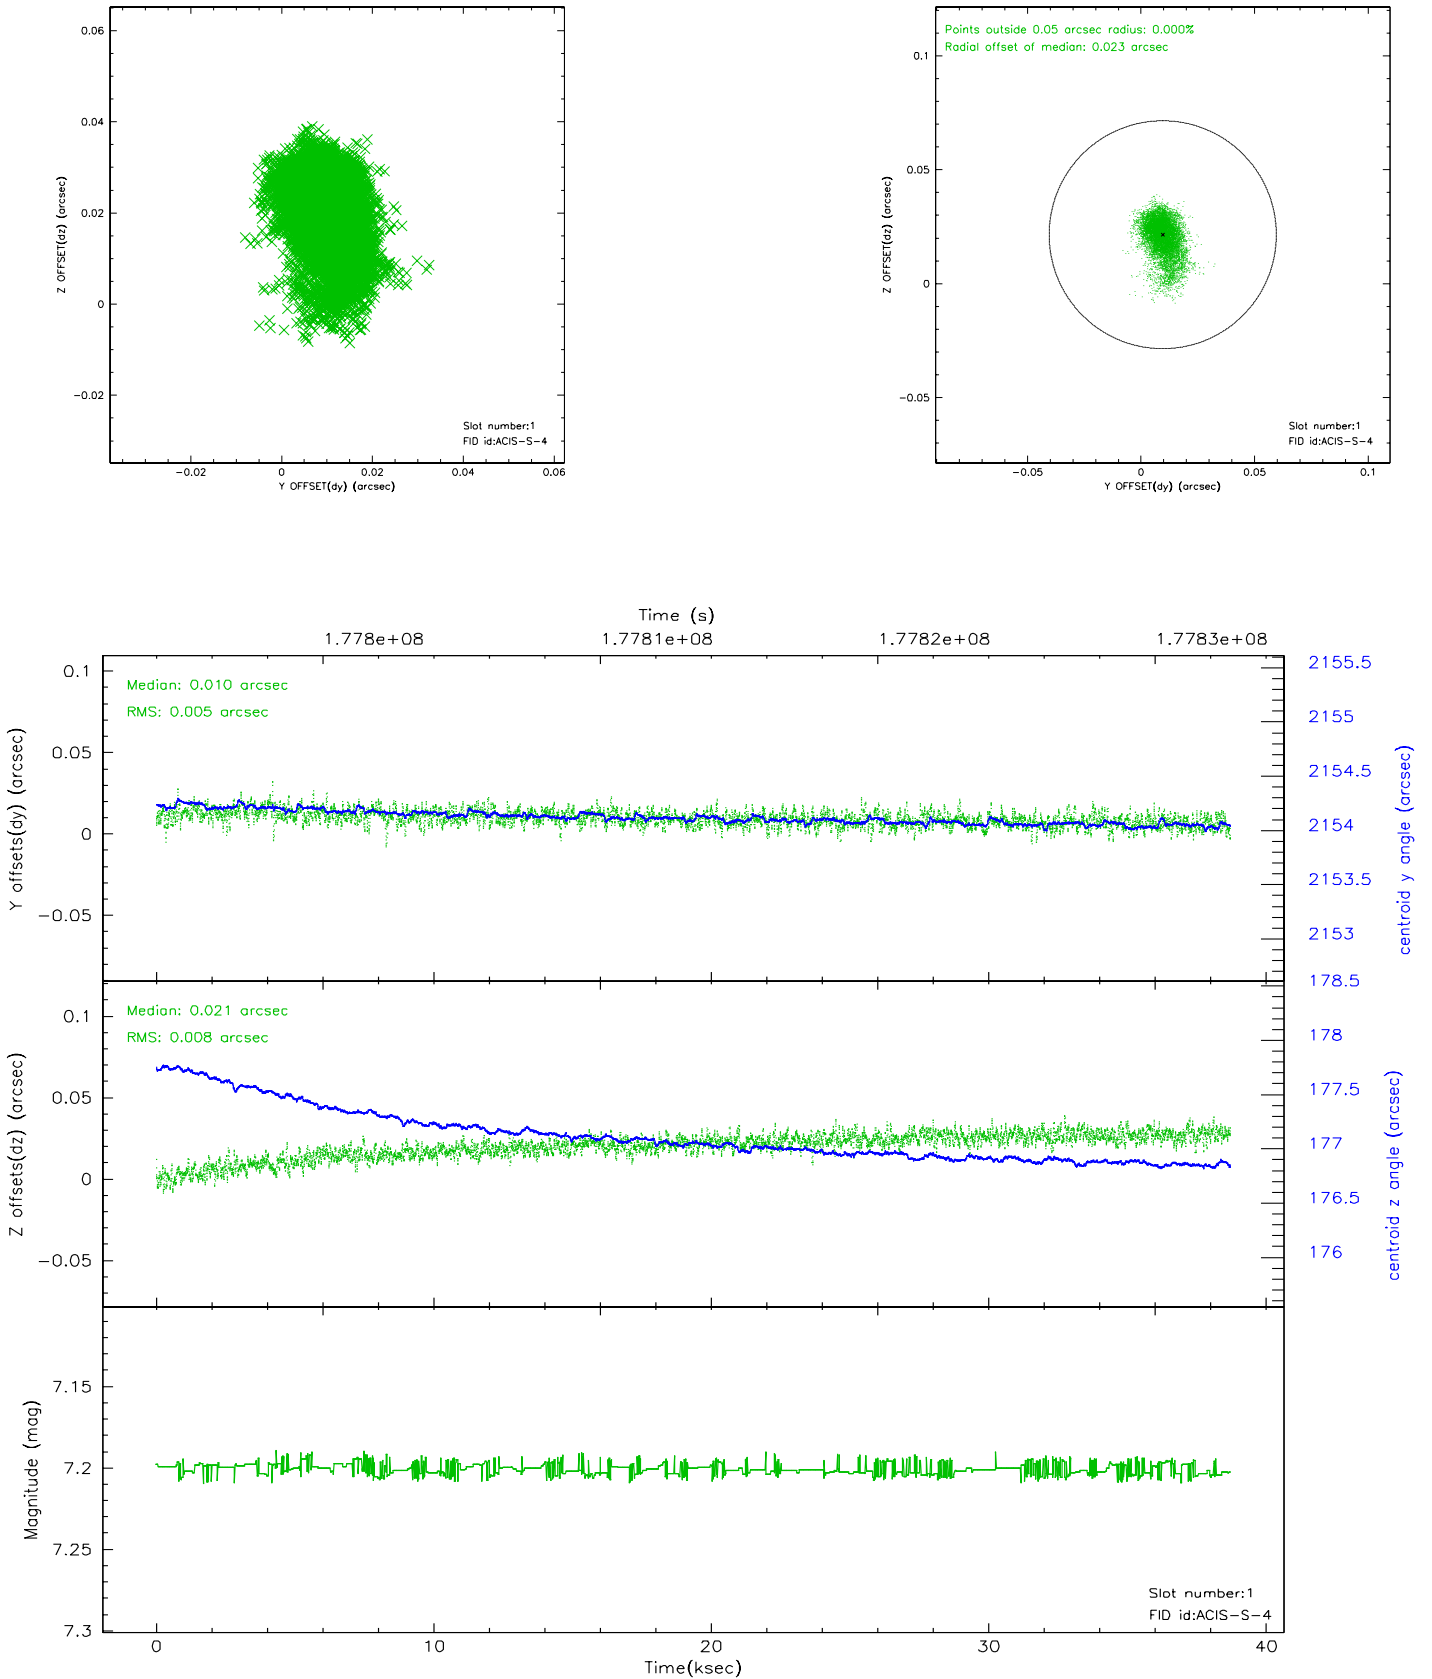 0.06
0.04
0.02
0
−0.02
Z OFFSET(dz) (arcsec)
Slot number:1
FID id:ACIS−S−4
−0.02 0 0.02 0.04 0.06
Y OFFSET(dy) (arcsec)
Points outside 0.05 arcsec radius: 0.000%
Radial offset of median: 0.023 arcsec
0.1
0.05
0
−0.05
Z OFFSET(dz) (arcsec)
Slot number:1
FID id:ACIS−S−4
−0.05 0 0.05 0.1
Y OFFSET(dy) (arcsec)
Time (s)
1.778e+08 1.7781e+08 1.7782e+08 1.7783e+08
Median: 0.010 arcsec
RMS: 0.005 arcsec
0.1
0.05
0
−0.05
Y offsets(dy) (arcsec)
2155.5
2155
2154.5
2154
2153.5
2153
centroid y angle (arcsec)
Median: 0.021 arcsec
RMS: 0.008 arcsec
0.1
0.05
0
−0.05
Z offsets(dz) (arcsec)
178.5
178
177.5
177
176.5
176
centroid z angle (arcsec)
7.15
7.2
7.25
7.3
Magnitude (mag)
Slot number:1
FID id:ACIS−S−4
0 10 20 30 40
Time(ksec)